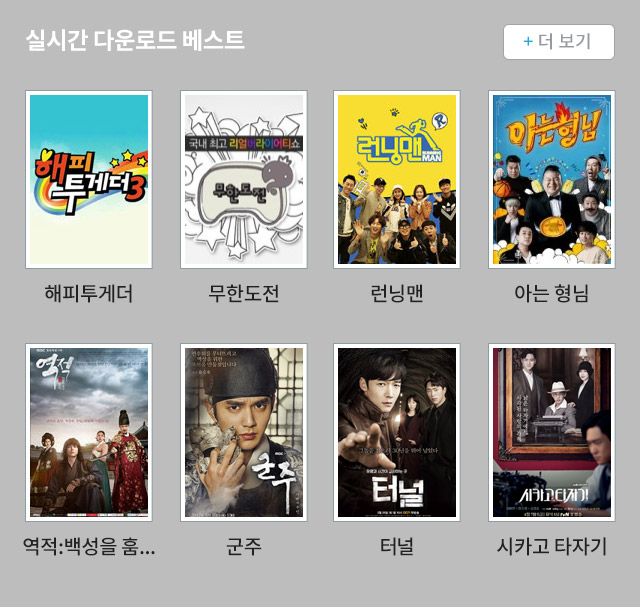 실시간 다운로드 베스트
+ 더 보기
해피
투게더3
국내 최고 리얼버라이어티쇼
무한도전
런닝맨
RUNNING MAN
아는 형님
해피투게더
무한도전
런닝맨
아는 형님
역적
군주
터널
시카고 타자기
역적:백성을 훔...
군주
터널
시카고 타자기